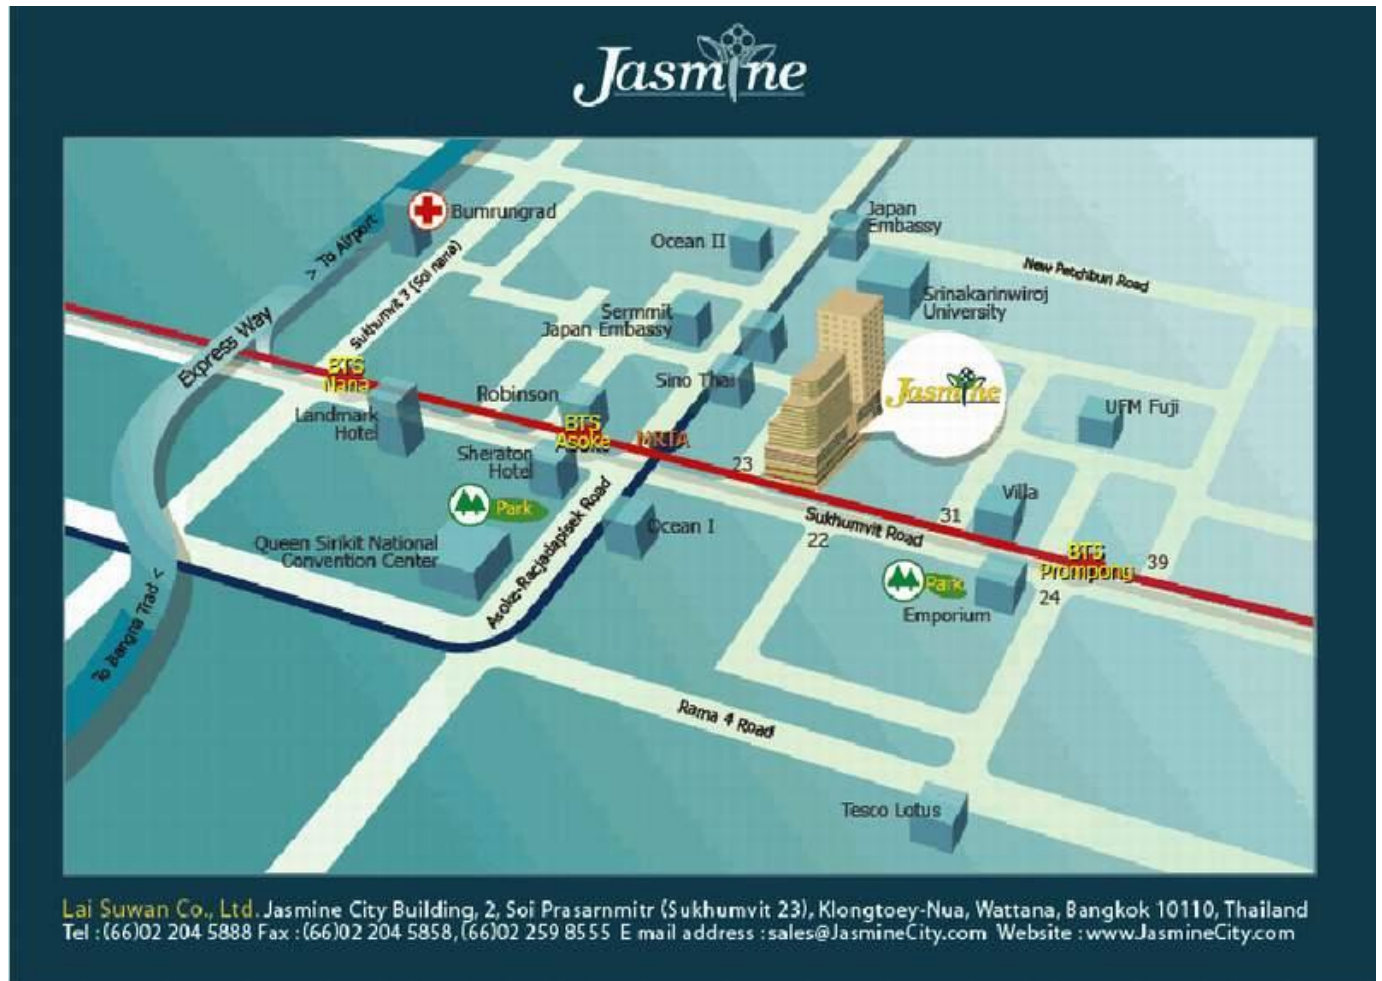 Jasmine
Bumrungrad
Japan
Embassy
Ocean II
> To Airport
Sukhumvit 3 (Soi nana)
New Petchburi Road
Srinakarinwiroj
University
Sermmit
Japan Embassy
Express Way
BTS
Nana
Sino Thai
Jasmine
Robinson
Landmark
Hotel
UFM Fuji
BTS
Asoke
MRTA
Sheraton
Hotel
23
Park
Villa
31
Sukhumvit Road
22
Ocean I
Queen Sirikit National
Convention Center
Asoke-Racjadapisek Road
BTS
Prompong
39
Park
24
Emporium
To Bangna Trad <
Rama 4 Road
Tesco Lotus
Lai Suwan Co., Ltd. Jasmine City Building, 2, Soi Prasarnmitr (Sukhumvit 23), Klongtoey-Nua, Wattana, Bangkok 10110, Thailand
Tel : (66)02 204 5888 Fax : (66)02 204 5858, (66)02 259 8555 E mail address : sales@JasmineCity.com Website : www.JasmineCity.com